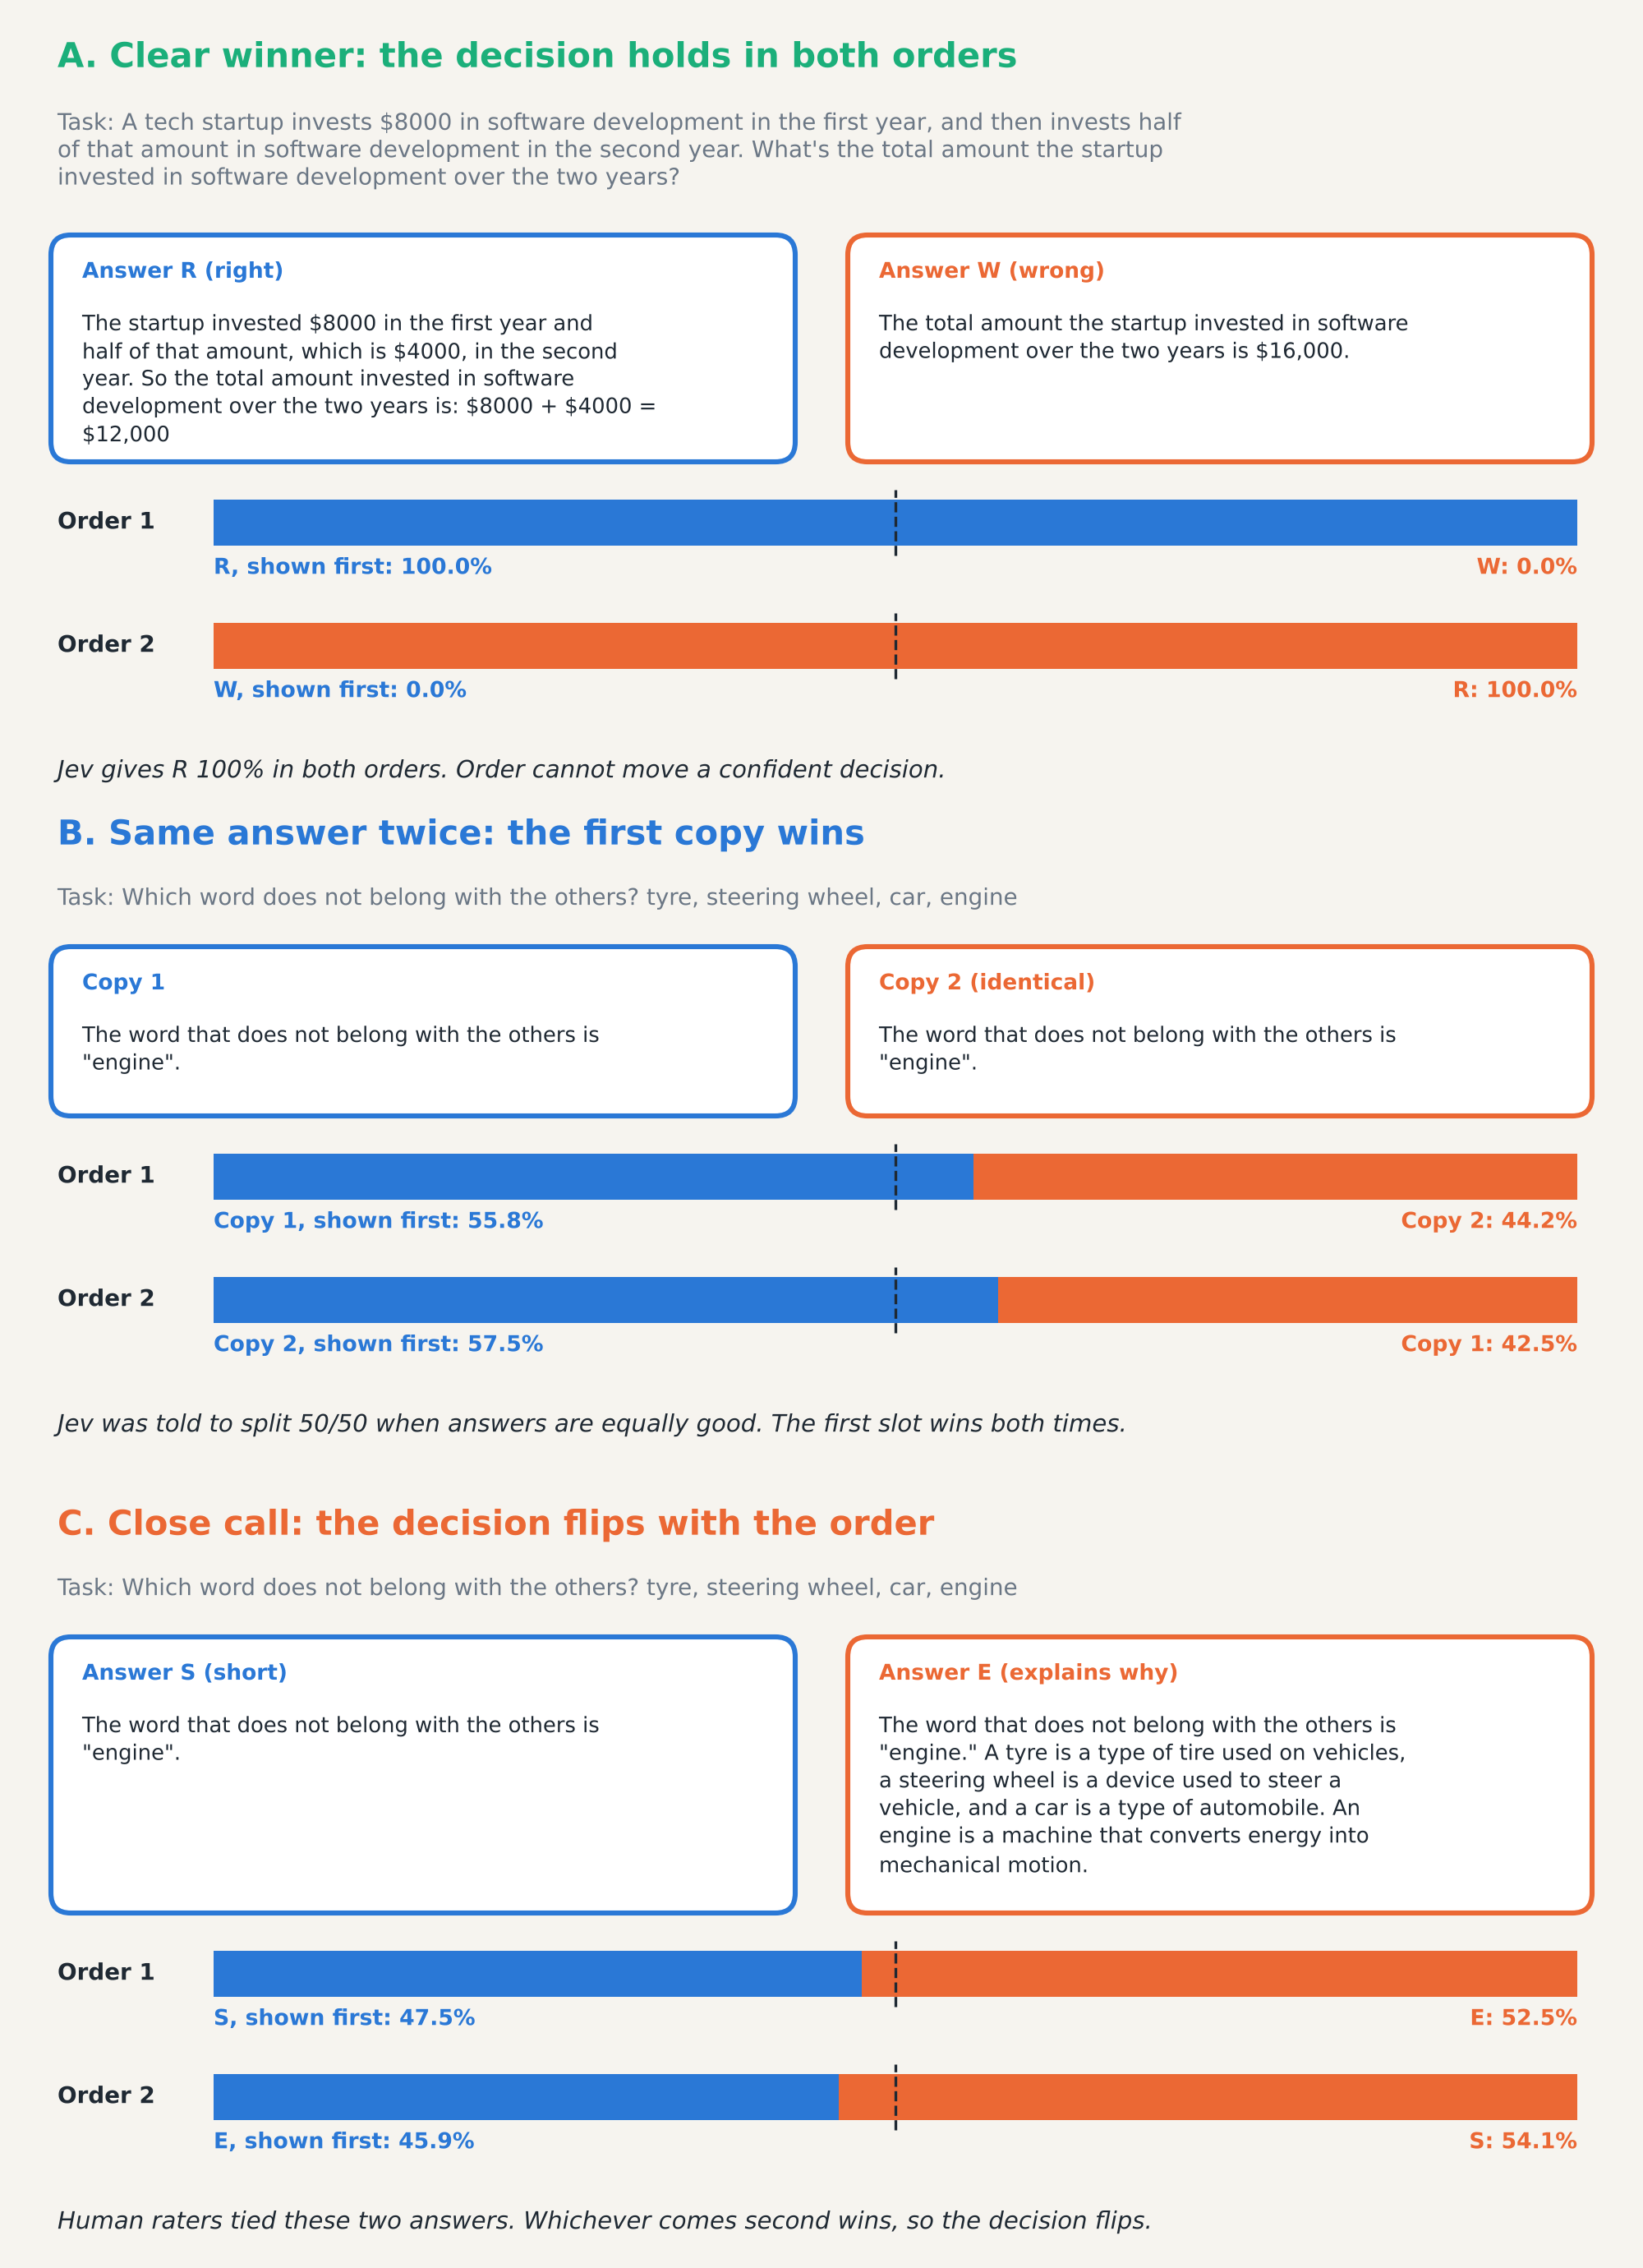 A. Clear winner: the decision holds in both orders
Task: A tech startup invests $8000 in software development in the first year, and then invests half
of that amount in software development in the second year. What's the total amount the startup
invested in software development over the two years?
Answer R (right)
The startup invested $8000 in the first year and
half of that amount, which is $4000, in the second
year. So the total amount invested in software
development over the two years is: $8000 + $4000 =
$12,000
Answer W (wrong)
The total amount the startup invested in software
development over the two years is $16,000.
Order 1
R, shown first: 100.0%
W: 0.0%
Order 2
W, shown first: 0.0%
R: 100.0%
Jev gives R 100% in both orders. Order cannot move a confident decision.
B. Same answer twice: the first copy wins
Task: Which word does not belong with the others? tyre, steering wheel, car, engine
Copy 1
The word that does not belong with the others is
"engine".
Copy 2 (identical)
The word that does not belong with the others is
"engine".
Order 1
Copy 1, shown first: 55.8%
Copy 2: 44.2%
Order 2
Copy 2, shown first: 57.5%
Copy 1: 42.5%
Jev was told to split 50/50 when answers are equally good. The first slot wins both times.
C. Close call: the decision flips with the order
Task: Which word does not belong with the others? tyre, steering wheel, car, engine
Answer S (short)
The word that does not belong with the others is
"engine".
Answer E (explains why)
The word that does not belong with the others is
"engine." A tyre is a type of tire used on vehicles,
a steering wheel is a device used to steer a
vehicle, and a car is a type of automobile. An
engine is a machine that converts energy into
mechanical motion.
Order 1
S, shown first: 47.5%
E: 52.5%
Order 2
E, shown first: 45.9%
S: 54.1%
Human raters tied these two answers. Whichever comes second wins, so the decision flips.